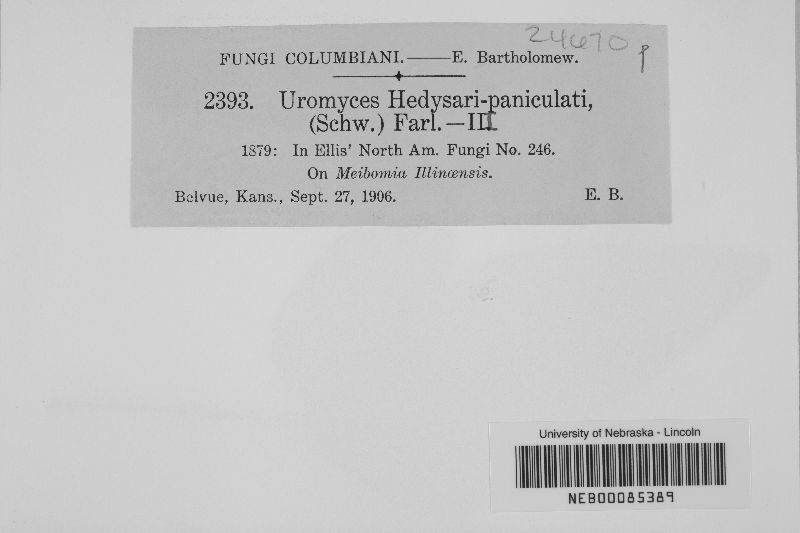 24670 p
FUNGI COLUMBIANI.——E. Bartholomew.
2393. Uromyces Hedysari-paniculati,
(Schw.) Farl.—III
1879: In Ellis' North Am. Fungi No. 246.
On Meibomia Illinœnsis.
Belvue, Kans., Sept. 27, 1906. E. B.
University of Nebraska - Lincoln
NEB00085389